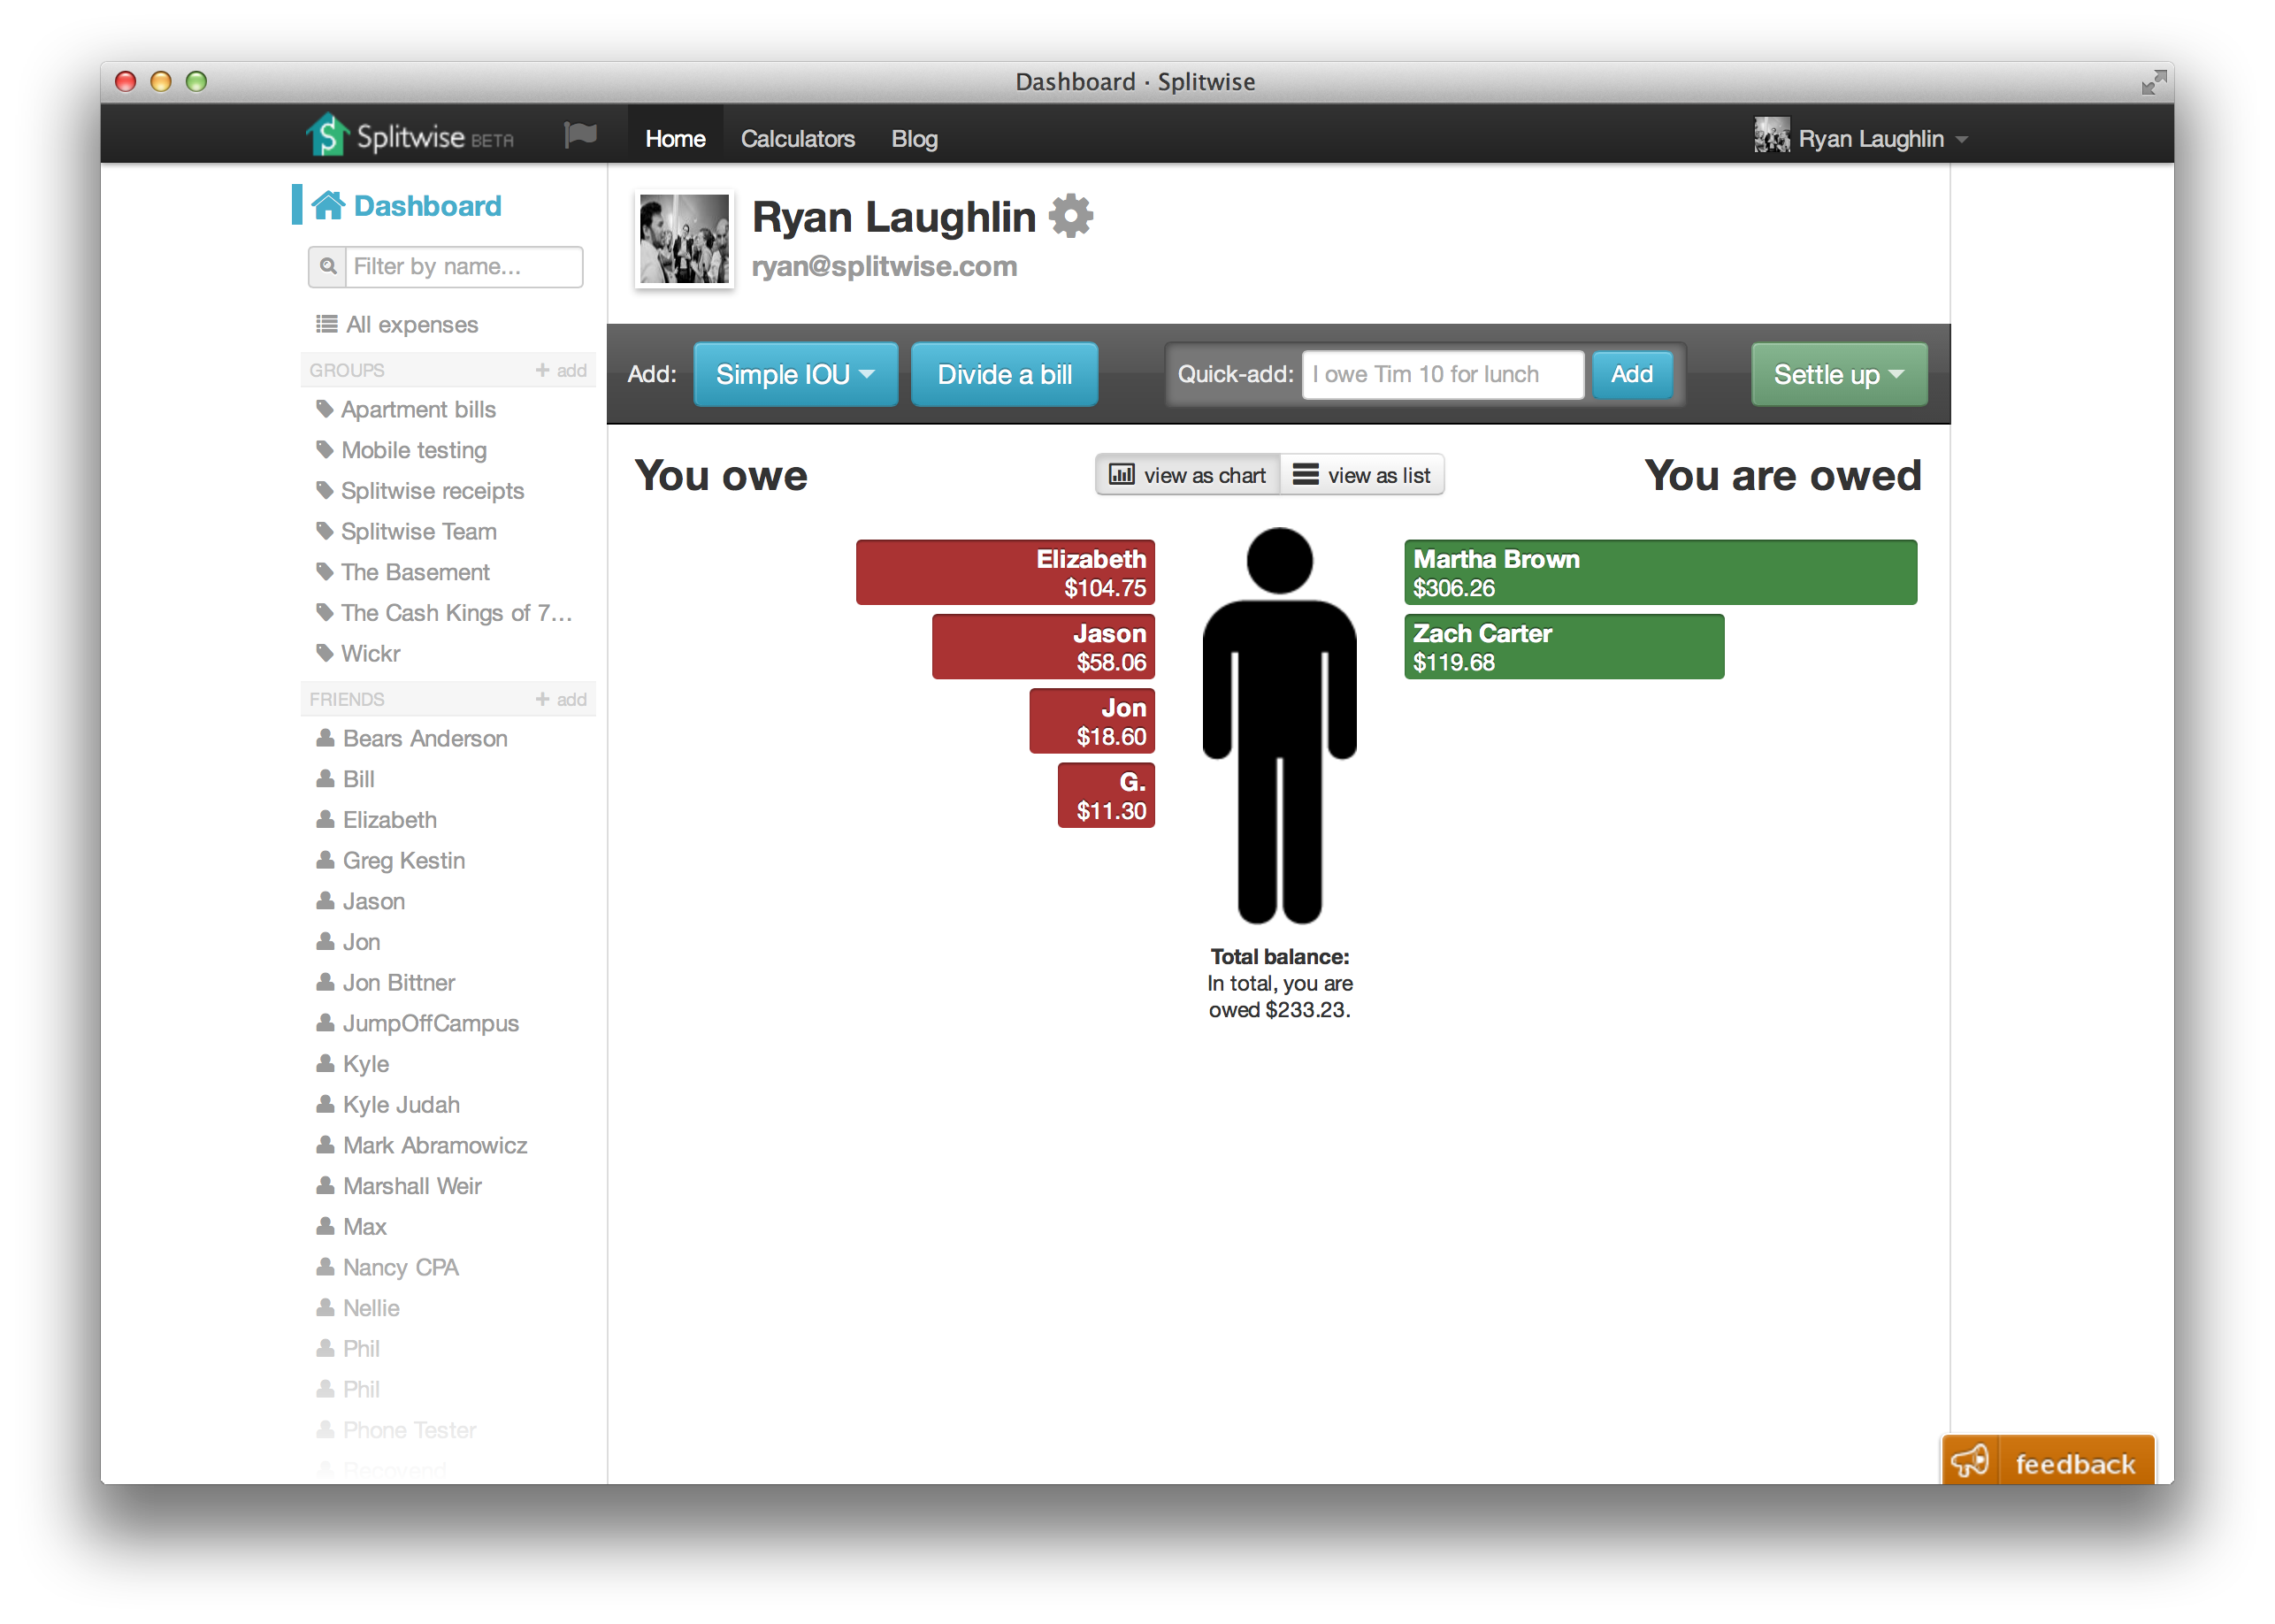 Dashboard · Splitwise
Splitwise BETA
Home
Calculators
Blog
Ryan Laughlin
Dashboard
Filter by name...
All expenses
GROUPS
+ add
Apartment bills
Mobile testing
Splitwise receipts
Splitwise Team
The Basement
The Cash Kings of 7...
Wickr
FRIENDS
+ add
Bears Anderson
Bill
Elizabeth
Greg Kestin
Jason
Jon
Jon Bittner
JumpOffCampus
Kyle
Kyle Judah
Mark Abramowicz
Marshall Weir
Max
Nancy CPA
Nellie
Phil
Phil
Phone Tester
Ryan Laughlin
ryan@splitwise.com
Add:
Simple IOU
Divide a bill
Quick-add:
I owe Tim 10 for lunch
Add
Settle up
You owe
view as chart
view as list
You are owed
Elizabeth
$104.75
Jason
$58.06
Jon
$18.60
G.
$11.30
Martha Brown
$306.26
Zach Carter
$119.68
Total balance:
In total, you are
owed $233.23.
feedback